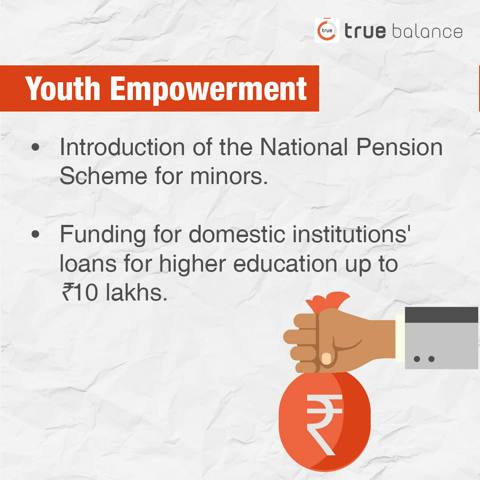 true true balance
Youth Empowerment
• Introduction of the National Pension
Scheme for minors.
• Funding for domestic institutions'
loans for higher education up to
₹10 lakhs.
₹